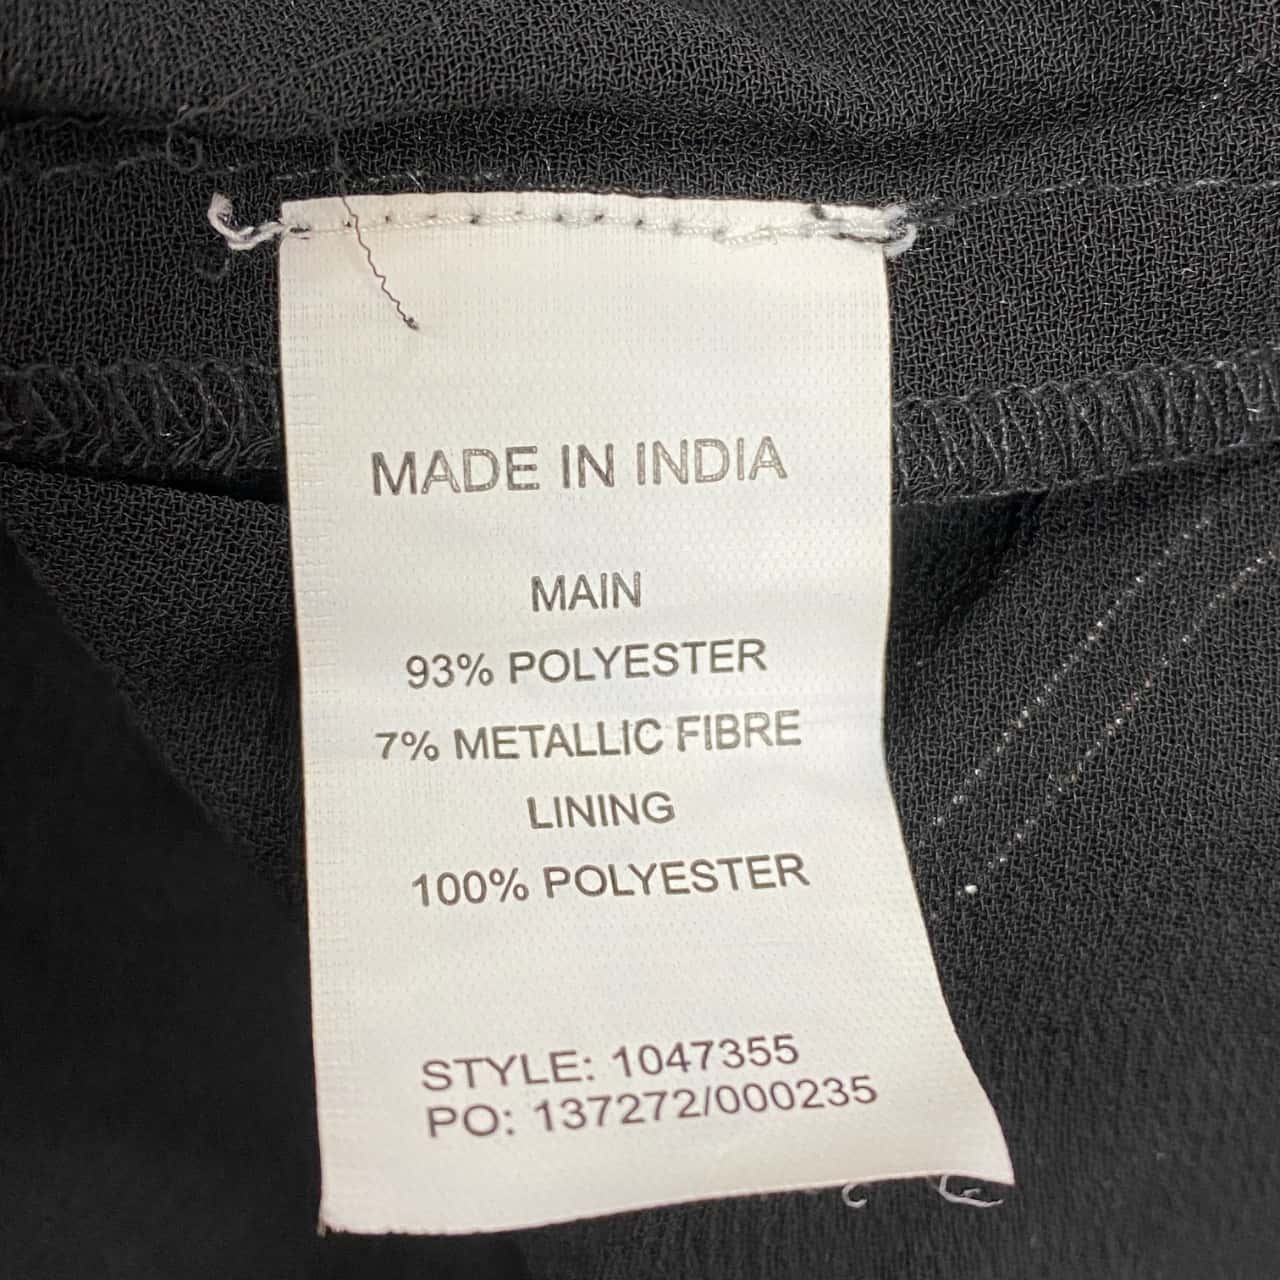 MADE IN INDIA
MAIN
93% POLYESTER
7% METALLIC FIBRE
LINING
100% POLYESTER
STYLE: 1047355
PO: 137272/000235